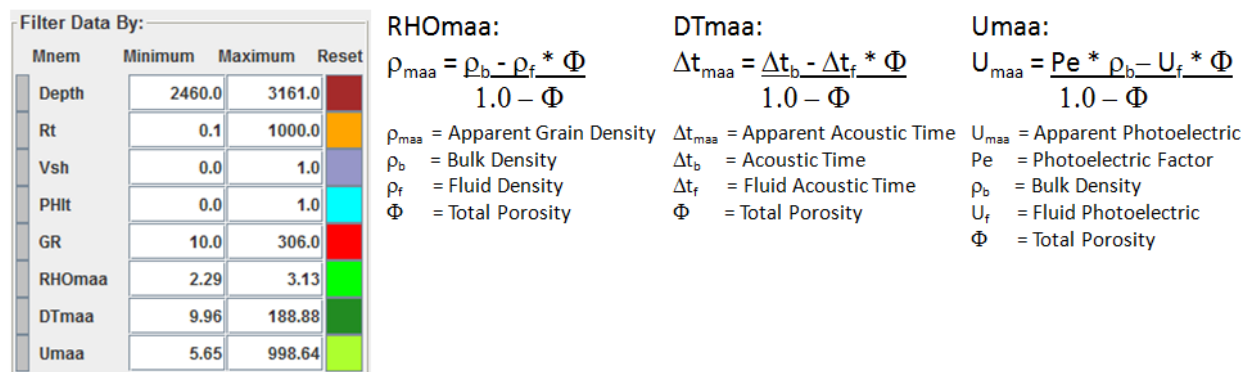 Filter Data By:
Mnem Minimum Maximum Reset
Depth 2460.0 3161.0
Rt 0.1 1000.0
Vsh 0.0 1.0
PHIt 0.0 1.0
GR 10.0 306.0
RHOmaa 2.29 3.13
DTmaa 9.96 188.88
Umaa 5.65 998.64
RHOmaa:
ρmaa = ρb - ρf * Φ
1.0 – Φ
ρmaa = Apparent Grain Density
ρb = Bulk Density
ρf = Fluid Density
Φ = Total Porosity
DTmaa:
Δtmaa = Δtb - Δtf * Φ
1.0 – Φ
Δtmaa = Apparent Acoustic Time
Δtb = Acoustic Time
Δtf = Fluid Acoustic Time
Φ = Total Porosity
Umaa:
Umaa = Pe * ρb – Uf * Φ
1.0 – Φ
Umaa = Apparent Photoelectric
Pe = Photoelectric Factor
ρb = Bulk Density
Uf = Fluid Photoelectric
Φ = Total Porosity